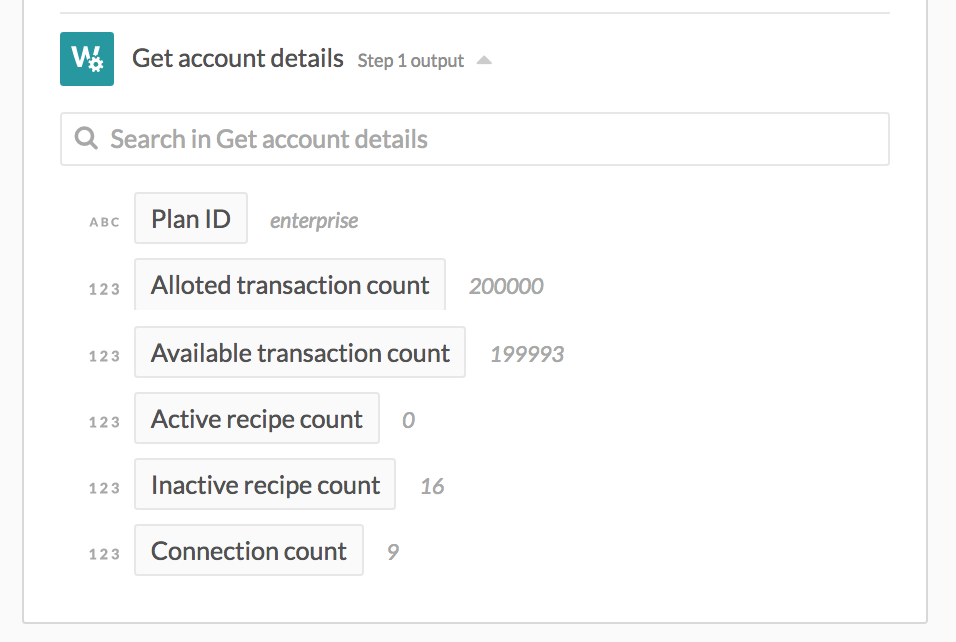 Get account details Step 1 output
Search in Get account details
ABC Plan ID enterprise
123 Alloted transaction count 200000
123 Available transaction count 199993
123 Active recipe count 0
123 Inactive recipe count 16
123 Connection count 9